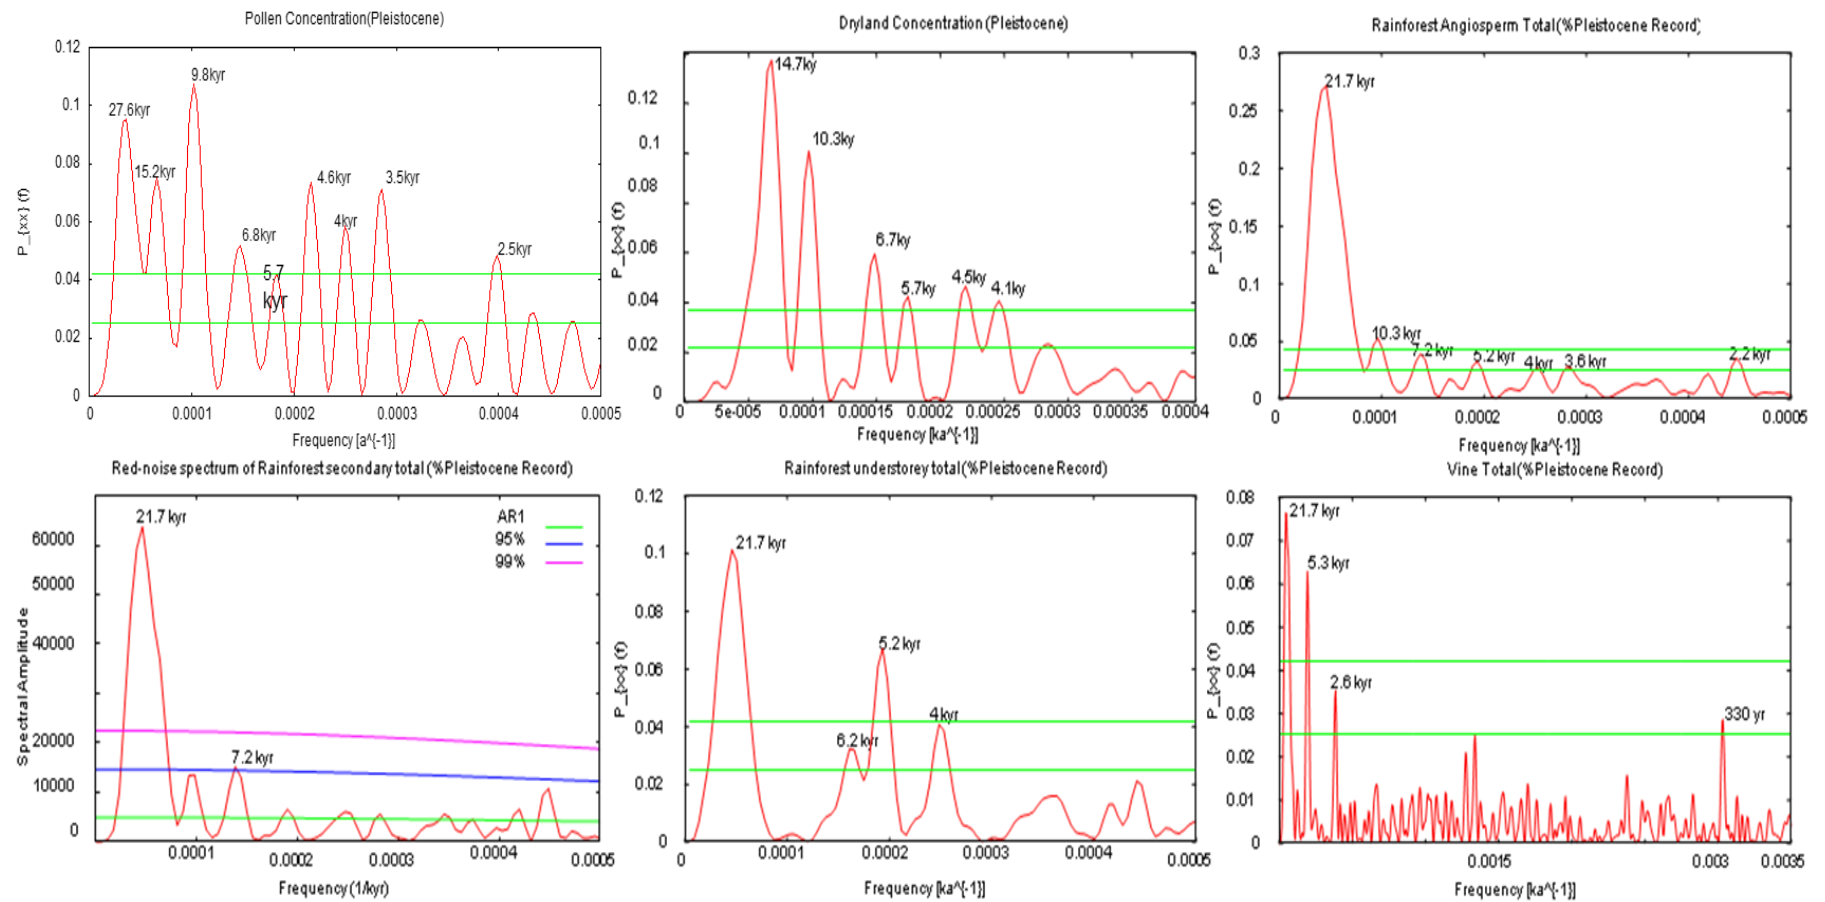 Pollen Concentration(Pleistocene)
0.12
0.1
0.08
0.06
0.04
0.02
0
P_{xx} (f)
27.6kyr
15.2kyr
9.8kyr
6.8kyr
5.7
kyr
4.6kyr
4kyr
3.5kyr
2.5kyr
0
0.0001
0.0002
0.0003
0.0004
0.0005
Frequency [a^{-1}]
Dryland Concentration (Pleistocene)
0.12
0.1
0.08
0.06
0.04
0.02
0
P_{xx} (f)
14.7ky
10.3ky
6.7ky
5.7ky
4.5ky
4.1ky
0
5e-005
0.0001
0.00015
0.0002
0.00025
0.0003
0.00035
0.0004
Frequency [ka^{-1}]
Rainforest Angiosperm Total(%Pleistocene Record)
0.3
0.25
0.2
0.15
0.1
0.05
0
P_{xx} (f)
21.7 kyr
10.3 kyr
7.2 kyr
5.2 kyr
4 kyr
3.6 kyr
2.2 kyr
0
0.0001
0.0002
0.0003
0.0004
0.0005
Frequency [ka^{-1}]
Red-noise spectrum of Rainforest secondary total (%Pleistocene Record)
60000
50000
40000
20000
10000
0
Spectral Amplitude
21.7 kyr
7.2 kyr
AR1
95%
99%
0.0001
0.0002
0.0003
0.0004
0.0005
Frequency (1/kyr)
Rainforest understorey total(%Pleistocene Record)
0.12
0.1
0.08
0.06
0.04
0.02
0
P_{xx} (f)
21.7 kyr
6.2 kyr
5.2 kyr
4 kyr
0
0.0001
0.0002
0.0003
0.0004
0.0005
Frequency [ka^{-1}]
Vine Total(%Pleistocene Record)
0.08
0.07
0.06
0.05
0.04
0.03
0.02
0.01
0
P_{xx} (f)
21.7 kyr
5.3 kyr
2.6 kyr
330 yr
0.0015
0.003
0.0035
Frequency [ka^{-1}]